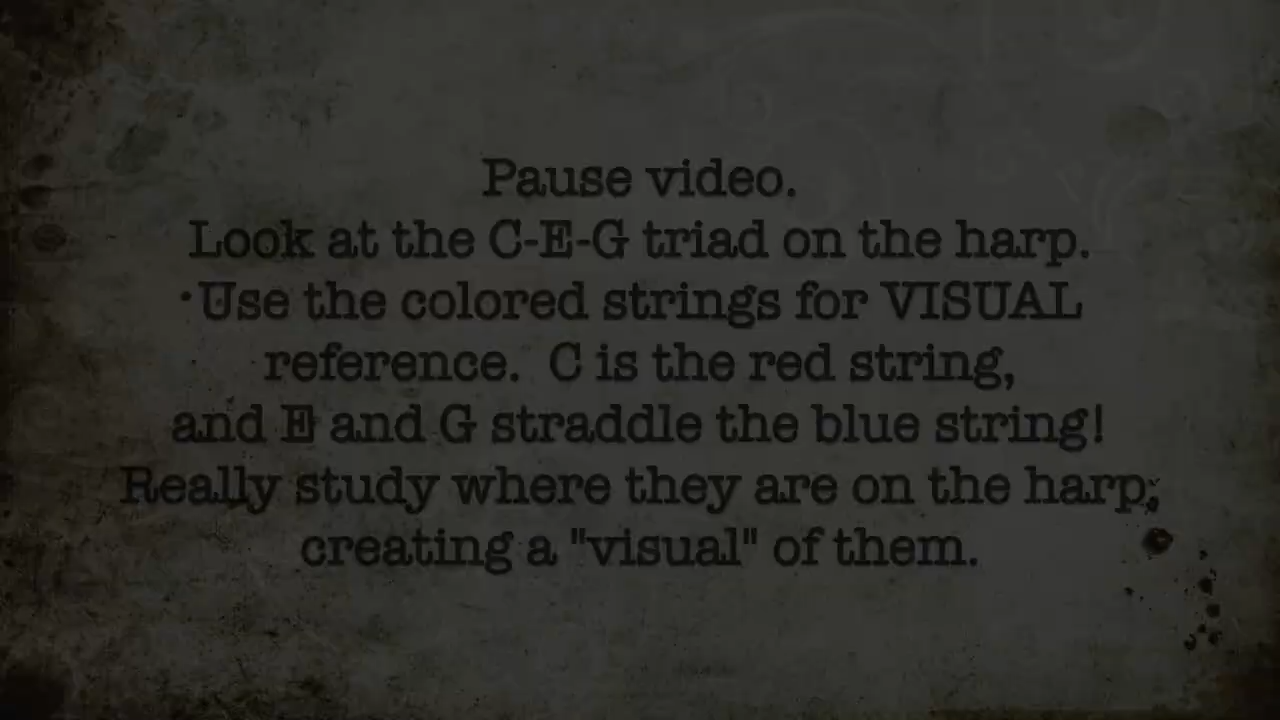 Pause video.
Look at the C-E-G triad on the harp.
Use the colored strings for VISUAL
reference.  C is the red string,
and E and G straddle the blue string!
Really study where they are on the harp,
creating a "visual" of them.